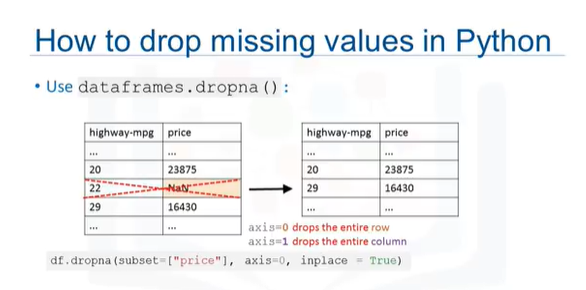 How to drop missing values in Python
• Use dataframes.dropna():
highway-mpg price
... ...
20 23875
22 NaN
29 16430
... ...
highway-mpg price
... ...
20 23875
29 16430
... ...
axis=0 drops the entire row
axis=1 drops the entire column
df.dropna(subset=["price"], axis=0, inplace = True)